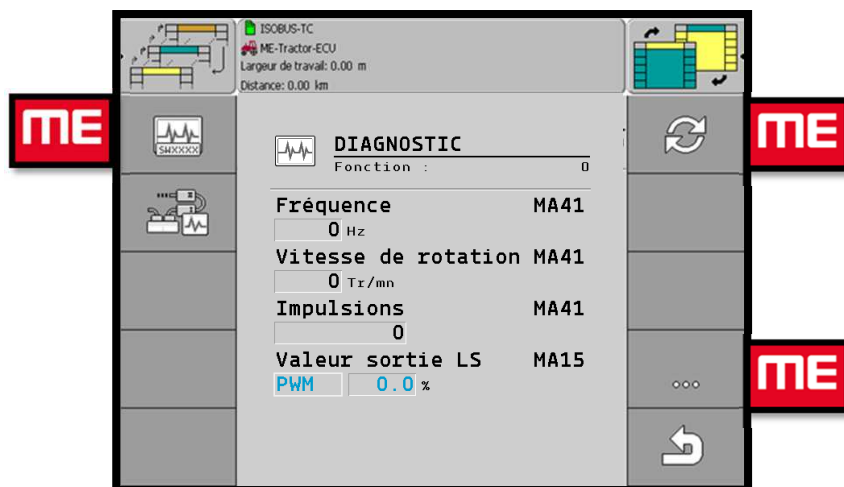 ISOBUS-TC
ME-Tractor-ECU
Largeur de travail: 0.00 m
Distance: 0.00 km
ME
ME
SWXXXX
DIAGNOSTIC
Fonction : 0
Fréquence MA41
0 Hz
Vitesse de rotation MA41
0 Tr/mn
Impulsions MA41
0
Valeur sortie LS MA15
PWM 0.0 %
ME